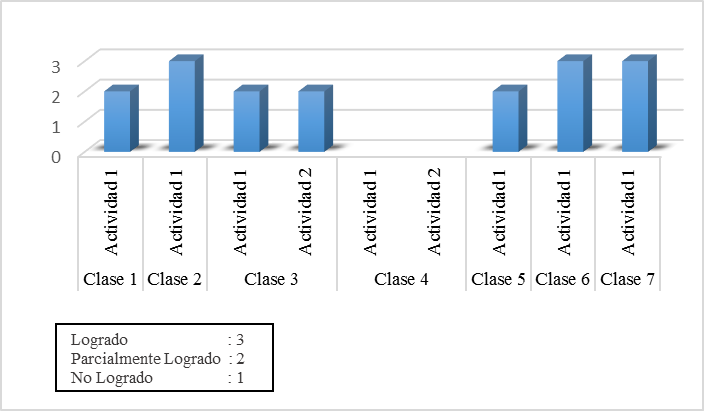 3
2
1
0
Actividad 1
Actividad 1
Actividad 1
Actividad 2
Actividad 1
Actividad 2
Actividad 1
Actividad 1
Actividad 1
Clase 1 Clase 2 Clase 3 Clase 4 Clase 5 Clase 6 Clase 7
Logrado : 3
Parcialmente Logrado : 2
No Logrado : 1